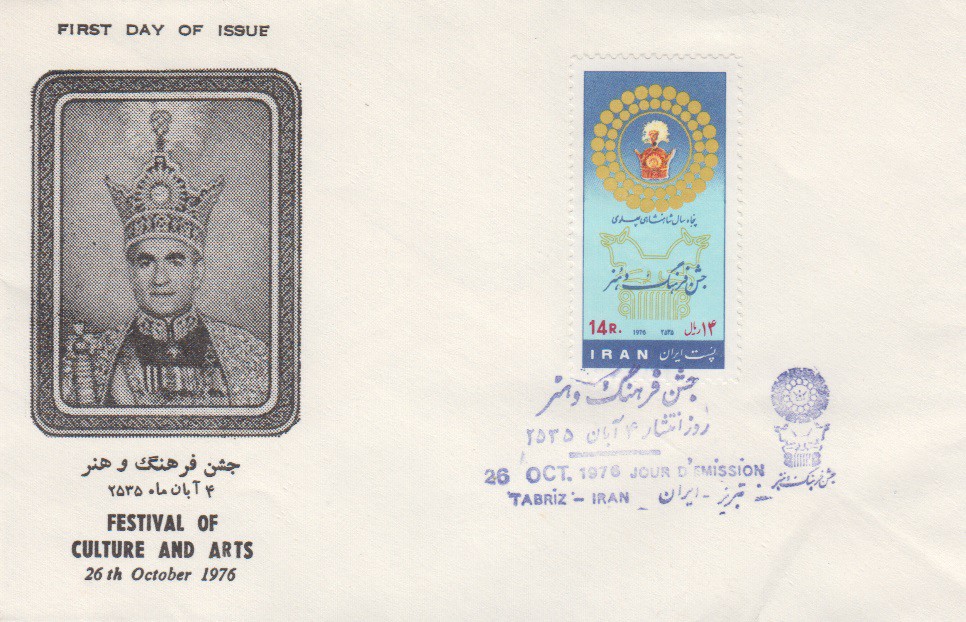 FIRST DAY OF ISSUE
جشن فرهنگ و هنر
۴ آبان ماه ۲۵۳۵
FESTIVAL OF
CULTURE AND ARTS
26th October 1976
پنجاه سال شاهنشاهی پهلوی
جشن فرهنگ و هنر
14R. 1976 ۲۵۳۵ ۱۴ ریال
IRAN پست ایران
جشن فرهنگ و هنر
روز انتشار ۴ آبان ۲۵۳۵
26 OCT. 1976 JOUR D'EMISSION
TABRIZ - IRAN تبریز - ایران
جشن فرهنگ و هنر